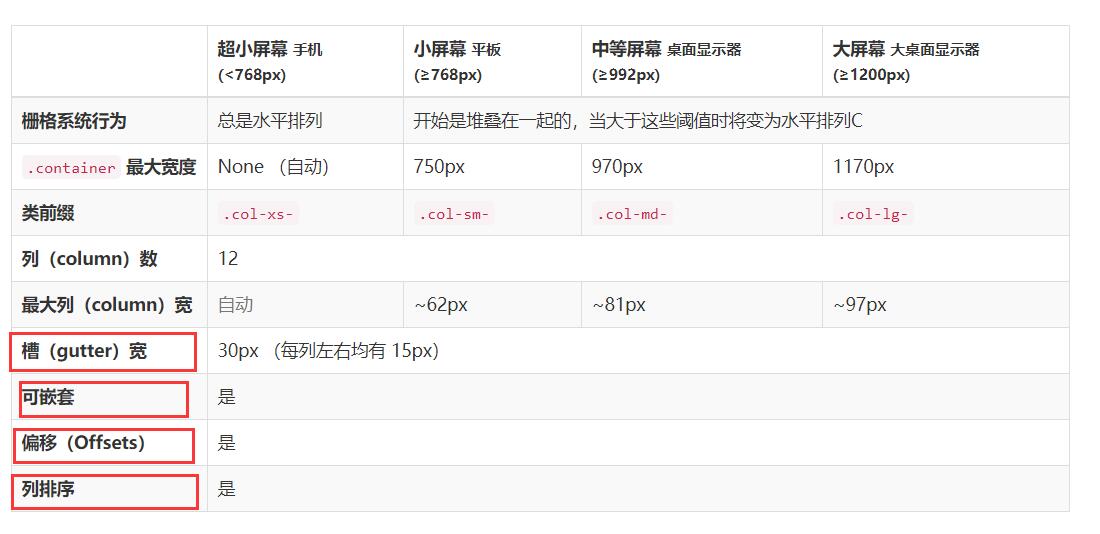 超小屏幕 手机 小屏幕 平板 中等屏幕 桌面显示器 大屏幕 大桌面显示器
(<768px) (≥768px) (≥992px) (≥1200px)
栅格系统行为 总是水平排列 开始是堆叠在一起的，当大于这些阈值时将变为水平排列C
.container 最大宽度 None （自动） 750px 970px 1170px
类前缀 .col-xs- .col-sm- .col-md- .col-lg-
列（column）数 12
最大列（column）宽 自动 ~62px ~81px ~97px
槽（gutter）宽 30px （每列左右均有 15px）
可嵌套 是
偏移（Offsets） 是
列排序 是